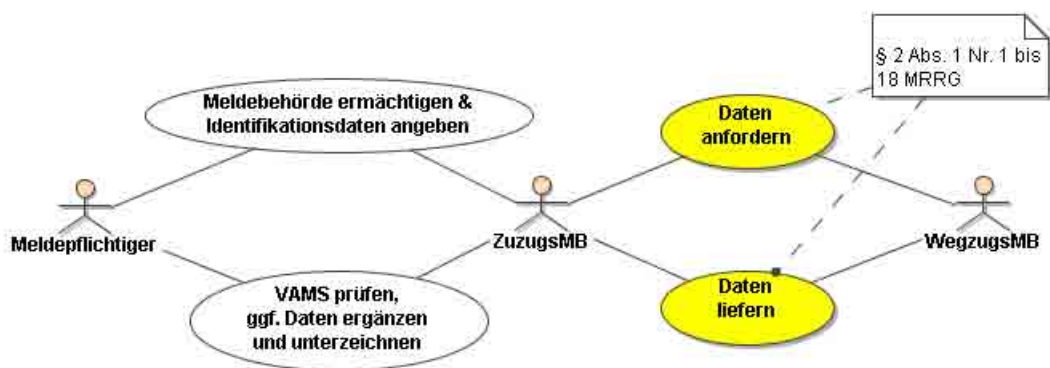 § 2 Abs. 1 Nr. 1 bis
18 MRRG
Meldebehörde ermächtigen &
Identifikationsdaten angeben
Daten
anfordern
Meldepflichtiger
ZuzugsMB
WegzugsMB
VAMS prüfen,
ggf. Daten ergänzen
und unterzeichnen
Daten
liefern